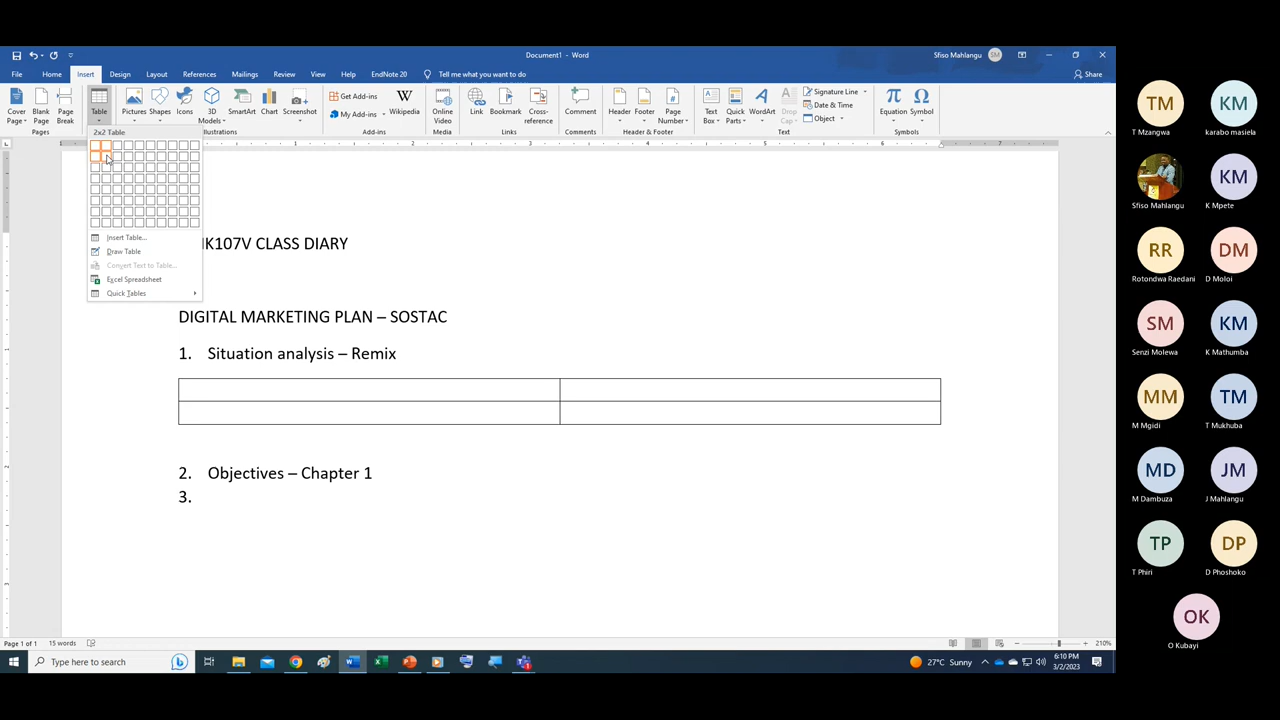 Document1 - Word
Sfiso Mahlangu
SM
File
Home
Insert
Design
Layout
References
Mailings
Review
View
Help
EndNote 20
Tell me what you want to do
Share
Cover Page
Blank Page
Page Break
Table
Pictures
Shapes
Icons
3D Models
SmartArt
Chart
Screenshot
Get Add-ins
My Add-ins
Wikipedia
Online Video
Link
Bookmark
Cross-reference
Comment
Header
Footer
Page Number
Text Box
Quick Parts
WordArt
Drop Cap
Signature Line
Date & Time
Object
Equation
Symbol
Pages
lustrations
Add-ins
Media
Links
Comments
Header & Footer
Text
Symbols
2x2 Table
Insert Table...
Draw Table
Convert Text to Table...
Excel Spreadsheet
Quick Tables
IK107V CLASS DIARY
DIGITAL MARKETING PLAN – SOSTAC
1. Situation analysis – Remix
2. Objectives – Chapter 1
3.
Page 1 of 1
15 words
210%
Type here to search
27°C Sunny
6:10 PM
3/2/2023
TM
T Mzangwa
KM
karabo masiela
Sfiso Mahlangu
KM
K Mpete
RR
Rotondwa Raedani
DM
D Moloi
SM
Senzi Molewa
KM
K Mathumba
MM
M Mgidi
TM
T Mukhuba
MD
M Dambuza
JM
J Mahlangu
TP
T Phiri
DP
D Phoshoko
OK
O Kubayi